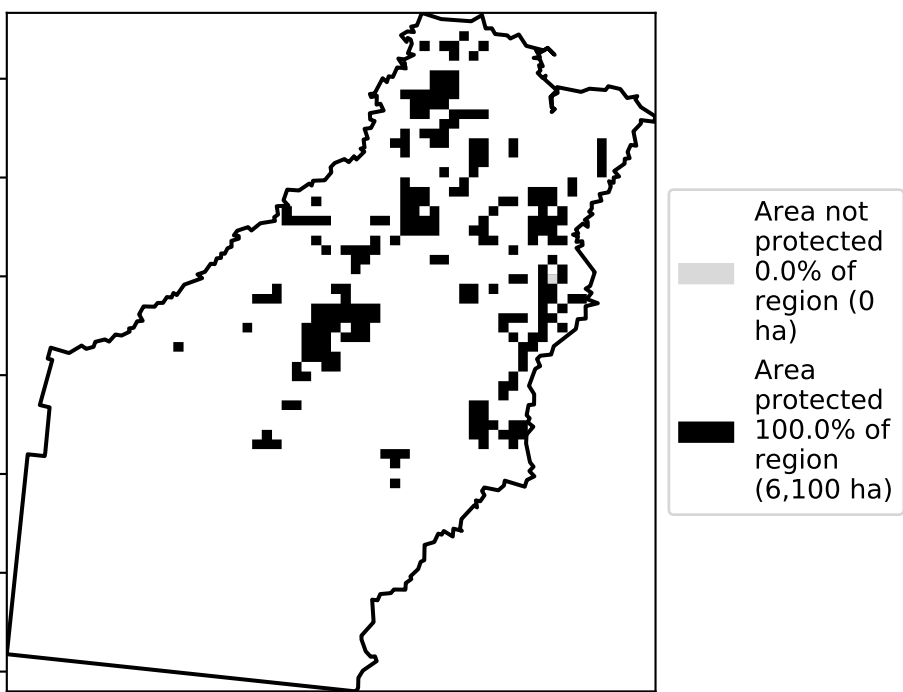 Area not
protected
0.0% of
region (0
ha)
Area
protected
100.0% of
region
(6,100 ha)